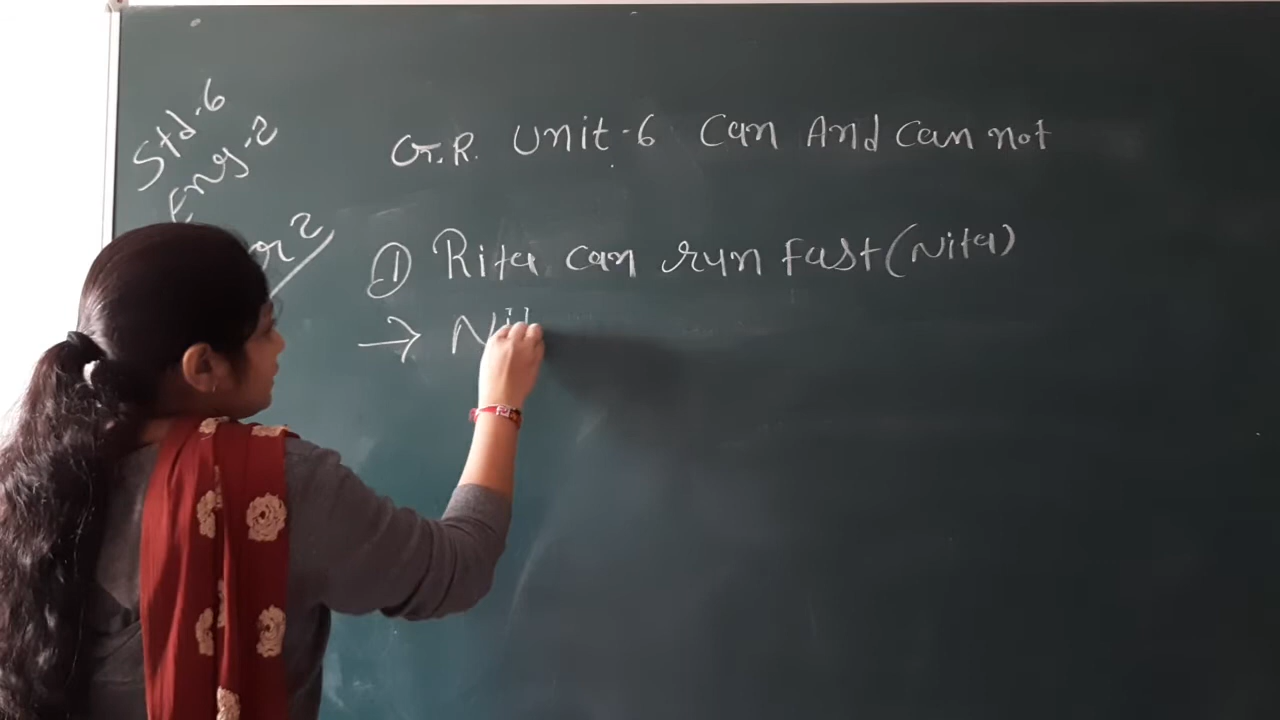 Std-6
Eng-2
Gr.R. Unit-6 Can And Can not
① Rita can run fast (Nita)
→ Nit